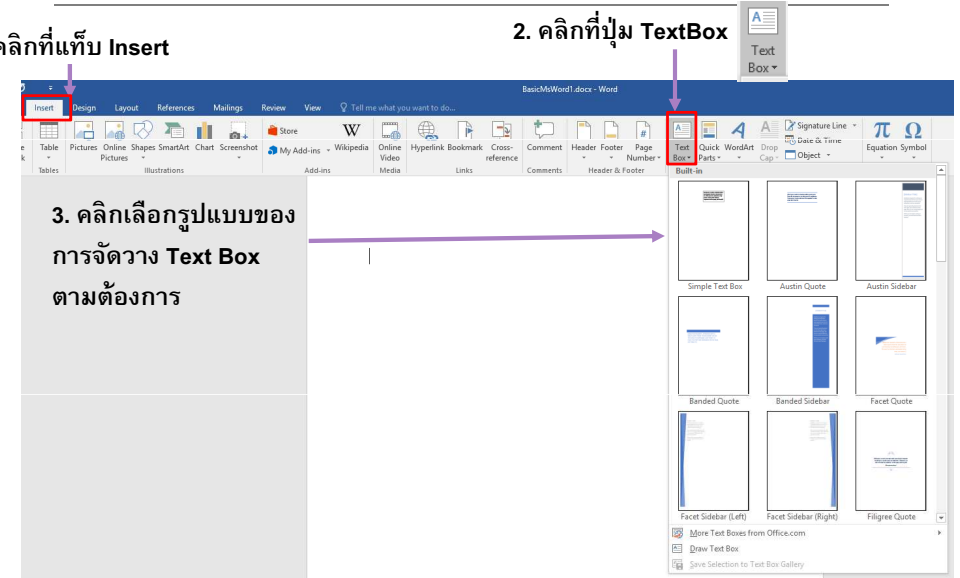 2. คลิกที่ปุ่ม TextBox
Text
Box
คลิกที่แท็บ Insert
BasicMsWord1.docx - Word
Insert Design Layout References Mailings Review View Tell me what you want to do...
Table Pictures Online Pictures Shapes SmartArt Chart Screenshot
Store
My Add-ins
Wikipedia
Online Video
Hyperlink Bookmark Cross-reference
Comment
Header Footer Page Number
Text Box Quick Parts WordArt Drop Cap
Signature Line
Date & Time
Object
Equation Symbol
Tables Illustrations Add-ins Media Links Comments Header & Footer
Built-in
3. คลิกเลือกรูปแบบของ
การจัดวาง Text Box
ตามต้องการ
Simple Text Box Austin Quote Austin Sidebar
Banded Quote Banded Sidebar Facet Quote
Facet Sidebar (Left) Facet Sidebar (Right) Filigree Quote
More Text Boxes from Office.com
Draw Text Box
Save Selection to Text Box Gallery